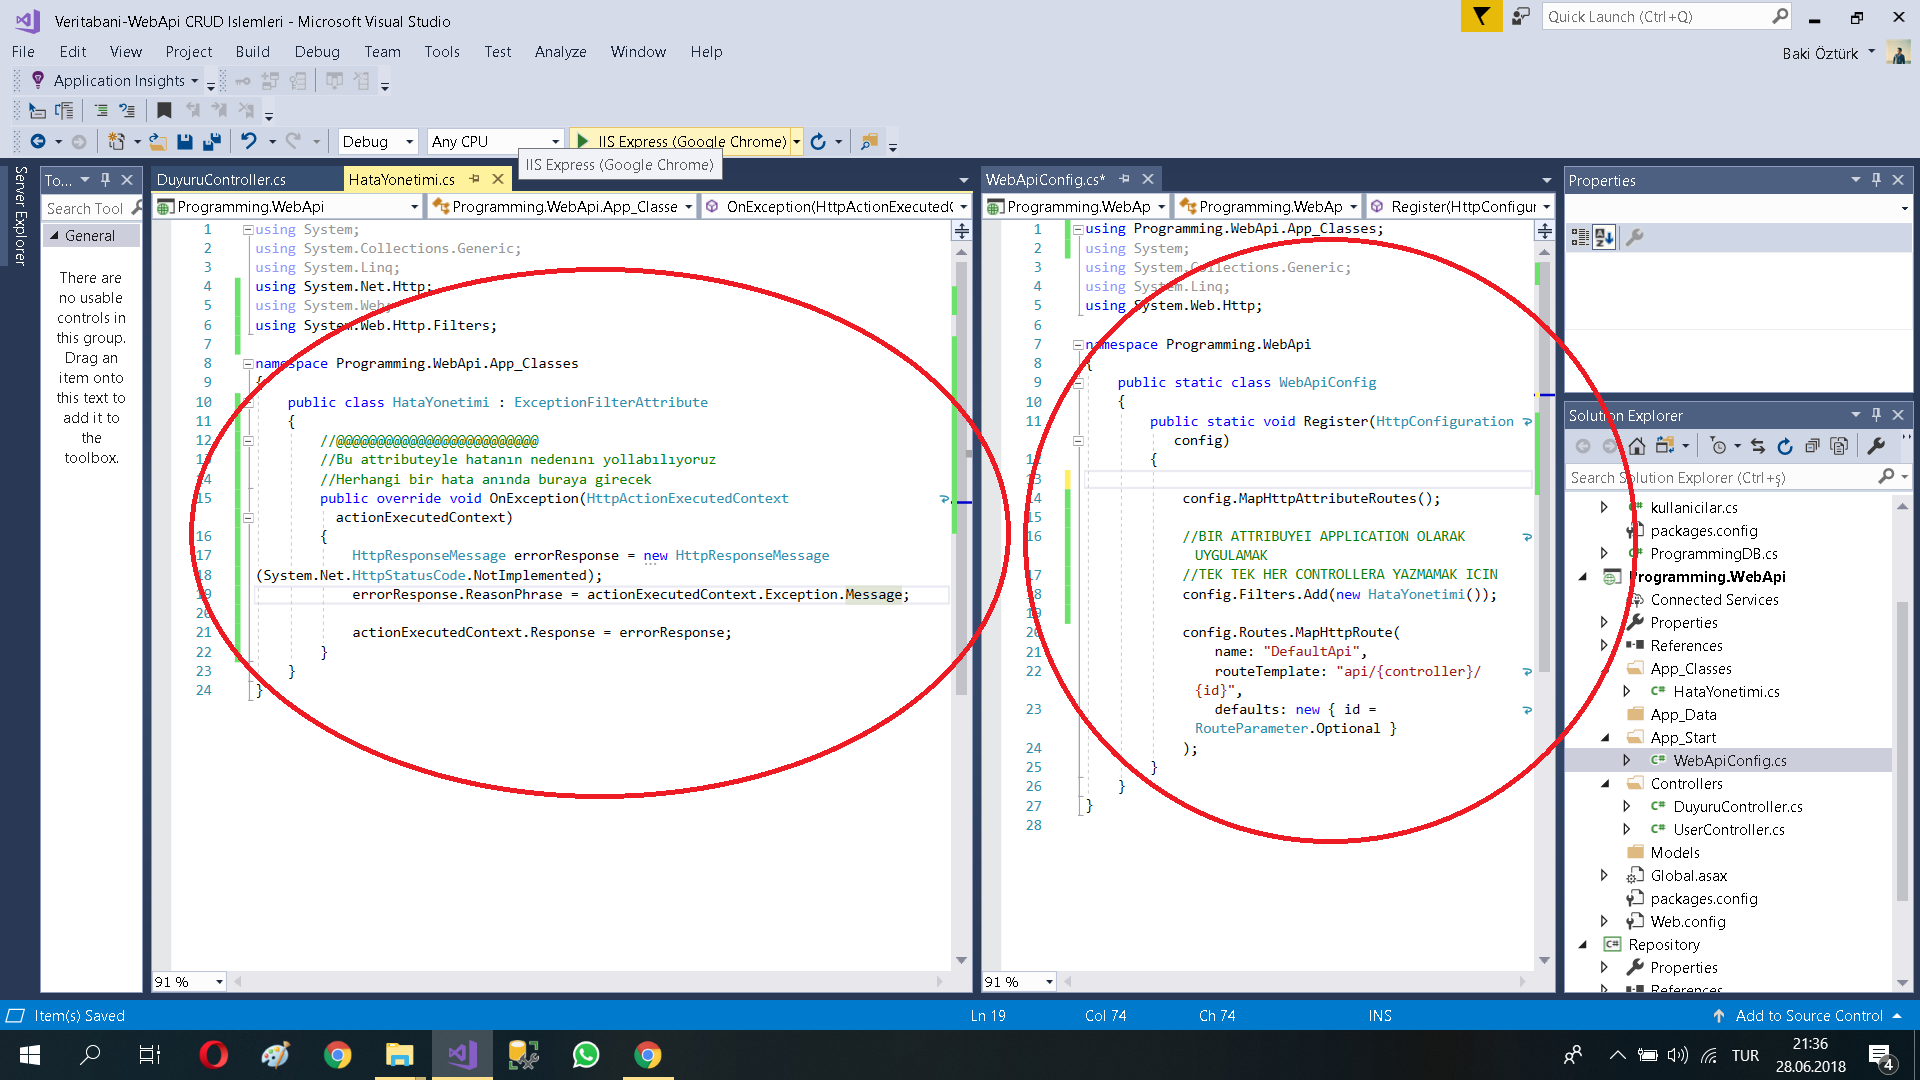 Veritabani-WebApi CRUD Islemleri - Microsoft Visual Studio
Quick Launch (Ctrl+Q)
File Edit View Project Build Debug Team Tools Test Analyze Window Help
Baki Öztürk
Application Insights
Debug Any CPU IIS Express (Google Chrome)
IIS Express (Google Chrome)
Server Explorer
To...
Search Tool
General
There are
no usable
controls in
this group.
Drag an
item onto
this text to
add it to
the
toolbox.
DuyuruController.cs HataYonetimi.cs
Programming.WebApi Programming.WebApi.App_Classe OnException(HttpActionExecutedC
1 using System;
2 using System.Collections.Generic;
3 using System.Linq;
4 using System.Net.Http;
5 using System.Web;
6 using System.Web.Http.Filters;
7
8 namespace Programming.WebApi.App_Classes
9 {
10 public class HataYonetimi : ExceptionFilterAttribute
11 {
12 //@@@@@@@@@@@@@@@@@@@@@@@@@
13 //Bu attributeyle hatanın nedenını yollabılıyoruz
14 //Herhangi bir hata anında buraya girecek
15 public override void OnException(HttpActionExecutedContext
actionExecutedContext)
16 {
17 HttpResponseMessage errorResponse = new HttpResponseMessage
18 (System.Net.HttpStatusCode.NotImplemented);
19 errorResponse.ReasonPhrase = actionExecutedContext.Exception.Message;
20
21 actionExecutedContext.Response = errorResponse;
22 }
23 }
24 }
91 %
WebApiConfig.cs*
Programming.WebAp Programming.WebAp Register(HttpConfigur
1 using Programming.WebApi.App_Classes;
2 using System;
3 using System.Collections.Generic;
4 using System.Linq;
5 using System.Web.Http;
6
7 namespace Programming.WebApi
8 {
9 public static class WebApiConfig
10 {
11 public static void Register(HttpConfiguration
config)
12 {
13
14 config.MapHttpAttributeRoutes();
15
16 //BIR ATTRIBUYEI APPLICATION OLARAK
UYGULAMAK
17 //TEK TEK HER CONTROLLERA YAZMAMAK ICIN
18 config.Filters.Add(new HataYonetimi());
19
20 config.Routes.MapHttpRoute(
21 name: "DefaultApi",
22 routeTemplate: "api/{controller}/
{id}",
23 defaults: new { id =
RouteParameter.Optional }
24 );
25 }
26 }
27 }
28
91 %
Properties
Solution Explorer
Search Solution Explorer (Ctrl+ş)
kullanicilar.cs
packages.config
ProgrammingDB.cs
Programming.WebApi
Connected Services
Properties
References
App_Classes
HataYonetimi.cs
App_Data
App_Start
WebApiConfig.cs
Controllers
DuyuruController.cs
UserController.cs
Models
Global.asax
packages.config
Web.config
Repository
Properties
References
Item(s) Saved Ln 19 Col 74 Ch 74 INS Add to Source Control
TUR
21:36
28.06.2018
4